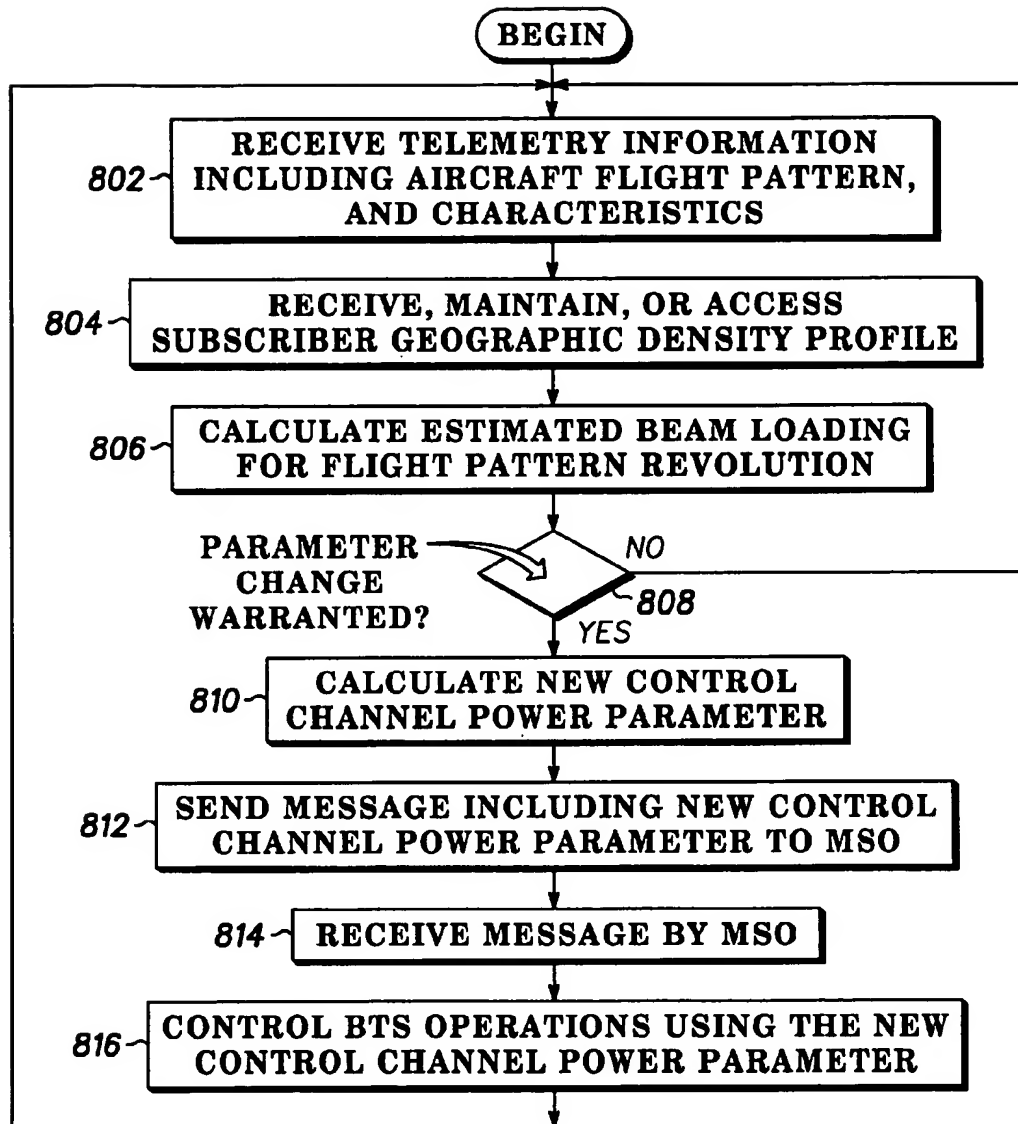 BEGIN
802
RECEIVE TELEMETRY INFORMATION
INCLUDING AIRCRAFT FLIGHT PATTERN,
AND CHARACTERISTICS
804
RECEIVE, MAINTAIN, OR ACCESS
SUBSCRIBER GEOGRAPHIC DENSITY PROFILE
806
CALCULATE ESTIMATED BEAM LOADING
FOR FLIGHT PATTERN REVOLUTION
PARAMETER
CHANGE
WARRANTED?
NO
808
YES
810
CALCULATE NEW CONTROL
CHANNEL POWER PARAMETER
812
SEND MESSAGE INCLUDING NEW CONTROL
CHANNEL POWER PARAMETER TO MSO
814
RECEIVE MESSAGE BY MSO
816
CONTROL BTS OPERATIONS USING THE NEW
CONTROL CHANNEL POWER PARAMETER